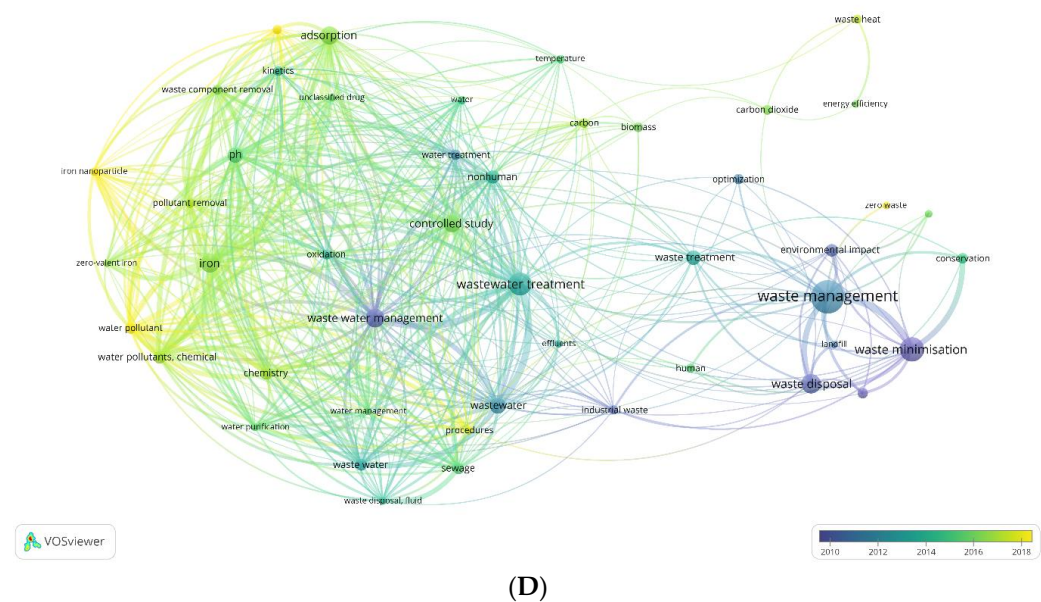 waste heat
adsorption
temperature
kinetics
waste component removal
unclassified drug
water
carbon dioxide
energy efficiency
carbon
biomass
ph
water treatment
iron nanoparticle
nonhuman
optimization
pollutant removal
zero waste
controlled study
environmental impact
oxidation
waste treatment
conservation
zero-valent iron
iron
wastewater treatment
waste management
waste water management
water pollutant
effluents
landfill
waste minimisation
water pollutants, chemical
human
chemistry
waste disposal
wastewater
industrial waste
water management
water purification
procedures
waste water
sewage
waste disposal, fluid
VOSviewer
2010 2012 2014 2016 2018
(D)